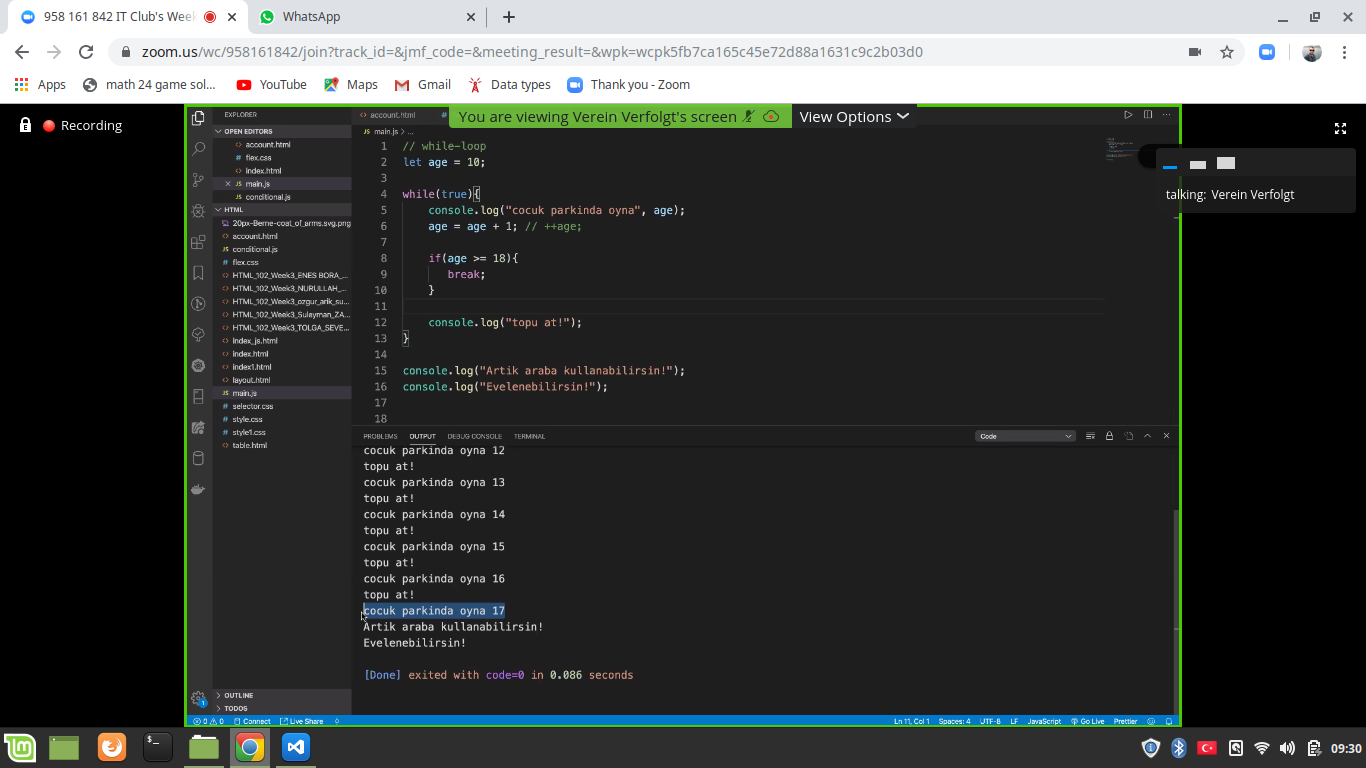 958 161 842 IT Club's Wee
WhatsApp
zoom.us/wc/958161842/join?track_id=&jmf_code=&meeting_result=&wpk=wcpk5fb7ca165c45e72d88a1631c9c2b03d0
Apps
math 24 game sol...
YouTube
Maps
Gmail
Data types
Thank you - Zoom
Recording
You are viewing Verein Verfolgt's screen
View Options
talking: Verein Verfolgt
EXPLORER
OPEN EDITORS
account.html
flex.css
index.html
main.js
conditional.js
HTML
20px-Berne-coat_of_arms.svg.png
account.html
conditional.js
flex.css
HTML_102_Week3_ENES BORA_...
HTML_102_Week3_NURULLAH_...
HTML_102_Week3_ozgur_arik_su...
HTML_102_Week3_Suleyman_ZA...
HTML_102_Week3_TOLGA_SEVE...
index_js.html
index.html
index1.html
layout.html
main.js
selector.css
style.css
style1.css
table.html
OUTLINE
TODOS
account.html
main.js > ...
1 // while-loop
2 let age = 10;
3
4 while(true){
5 console.log("cocuk parkinda oyna", age);
6 age = age + 1; // ++age;
7
8 if(age >= 18){
9 break;
10 }
11
12 console.log("topu at!");
13 }
14
15 console.log("Artik araba kullanabilirsin!");
16 console.log("Evelenebilirsin!");
17
18
PROBLEMS OUTPUT DEBUG CONSOLE TERMINAL
Code
cocuk parkinda oyna 12
topu at!
cocuk parkinda oyna 13
topu at!
cocuk parkinda oyna 14
topu at!
cocuk parkinda oyna 15
topu at!
cocuk parkinda oyna 16
topu at!
cocuk parkinda oyna 17
Artik araba kullanabilirsin!
Evelenebilirsin!
[Done] exited with code=0 in 0.086 seconds
0 0 Connect Live Share
Ln 11, Col 1 Spaces: 4 UTF-8 LF JavaScript Go Live Prettier
09:30